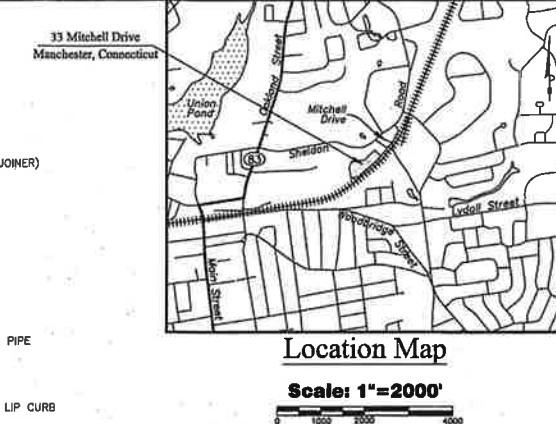 33 Mitchell Drive
Manchester, Connecticut
JOINER)
PIPE
LIP CURB
Oakland Street
Union
Pond
Mitchell
Drive
Road
83
Sheldon
Lydall Street
Woodbridge
Street
Main Street
Location Map
Scale: 1"=2000'
0 1000 2000 4000